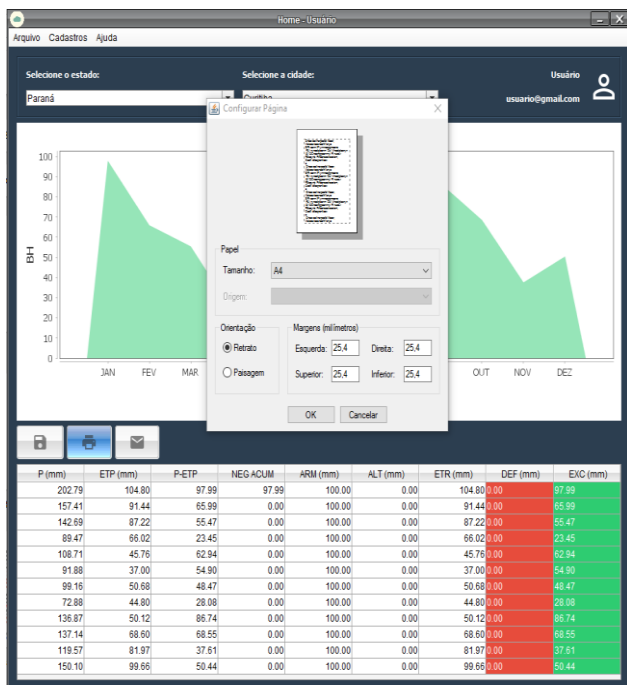 Home - Usuário
Arquivo Cadastros Ajuda
Selecione o estado: Selecione a cidade: Usuário
Paraná Curitiba usuario@gmail.com
Configurar Página
Papel
Tamanho: A4
Origem:
Orientação Margens (milímetros)
Retrato Esquerda: 25,4 Direita: 25,4
Paisagem Superior: 25,4 Inferior: 25,4
OK Cancelar
BH
100
90
80
70
60
50
40
30
20
10
0
JAN FEV MAR OUT NOV DEZ
P (mm) ETP (mm) P-ETP NEG ACUM ARM (mm) ALT (mm) ETR (mm) DEF (mm) EXC (mm)
202.79 104.80 97.99 97.99 100.00 0.00 104.80 0.00 97.99
157.41 91.44 65.99 0.00 100.00 0.00 91.44 0.00 65.99
142.69 87.22 55.47 0.00 100.00 0.00 87.22 0.00 55.47
89.47 66.02 23.45 0.00 100.00 0.00 66.02 0.00 23.45
108.71 45.76 62.94 0.00 100.00 0.00 45.76 0.00 62.94
91.88 37.00 54.90 0.00 100.00 0.00 37.00 0.00 54.90
99.16 50.68 48.47 0.00 100.00 0.00 50.68 0.00 48.47
72.88 44.80 28.08 0.00 100.00 0.00 44.80 0.00 28.08
136.87 50.12 86.74 0.00 100.00 0.00 50.12 0.00 86.74
137.14 68.60 68.55 0.00 100.00 0.00 68.60 0.00 68.55
119.57 81.97 37.61 0.00 100.00 0.00 81.97 0.00 37.61
150.10 99.66 50.44 0.00 100.00 0.00 99.66 0.00 50.44